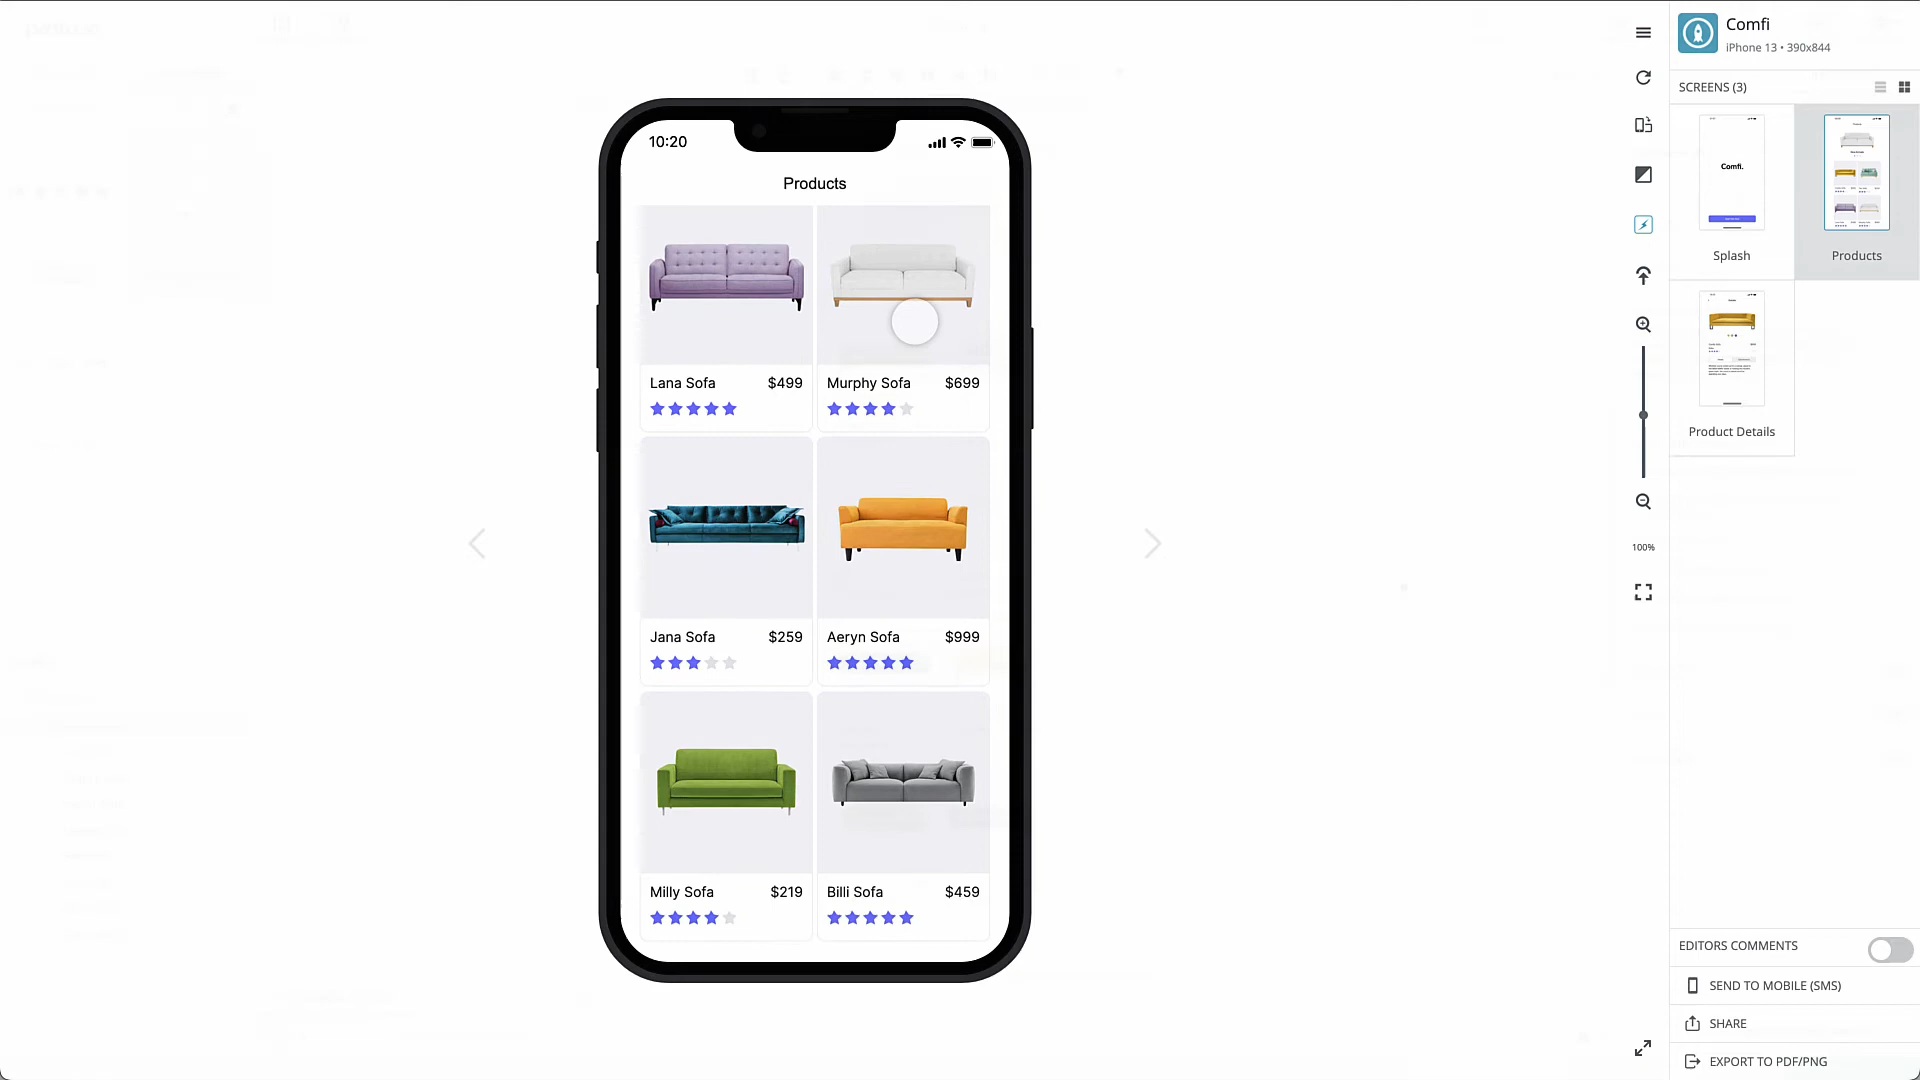 10:20
Products
Lana Sofa $499
Murphy Sofa $699
Jana Sofa $259
Aeryn Sofa $999
Milly Sofa $219
Billi Sofa $459
100%
Comfi
iPhone 13 • 390x844
SCREENS (3)
Comfi.
Splash
Products
Product Details
EDITORS COMMENTS
SEND TO MOBILE (SMS)
SHARE
EXPORT TO PDF/PNG